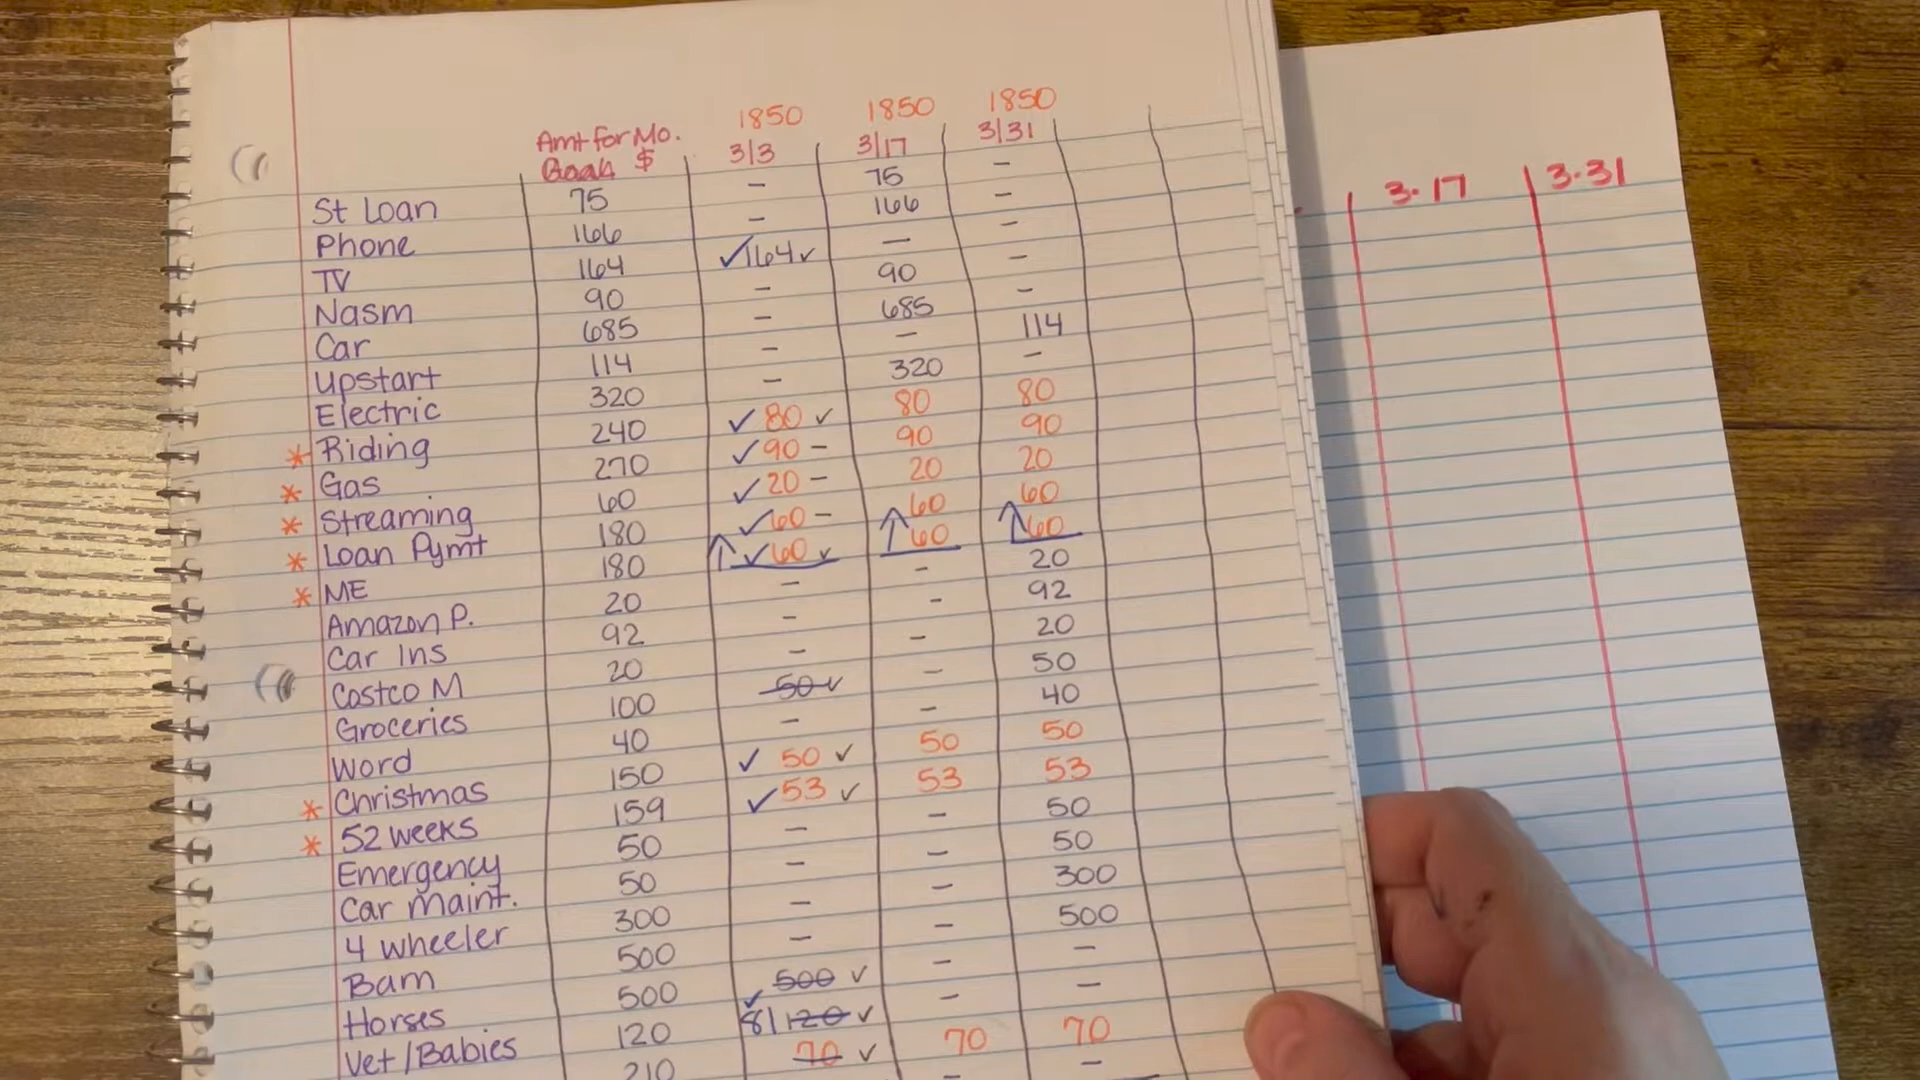 1850 1850 1850
Amt for Mo. 3/3 3/17 3/31
Goals $
3.17 3.31
St Loan 75 - 75 -
Phone 166 - 166 -
TV 164 ✓164✓ - -
Nasm 90 - 90 -
Car 685 - 685 -
Upstart 114 - - 114
Electric 320 - 320 -
* Riding 240 ✓ 80 ✓ 80 80
* Gas 270 ✓ 90 - 90 90
* Streaming 60 ✓ 20 - 20 20
* Loan Pymt 180 ✓ 60 - 60 60
* ME 180 ↑ ✓ 60 ✓ ↑ 60 ↑ 60
Amazon P. 20 - - 20
Car Ins 92 - - 92
Costco M 20 - - 20
Groceries 100 50 ✓ - 50
Word 40 - - 40
* Christmas 150 ✓ 50 ✓ 50 50
* 52 weeks 159 ✓ 53 ✓ 53 53
Emergency 50 - - 50
Car Maint. 50 - - 50
4 wheeler 300 - - 300
Barn 500 - - 500
Horses 500 500 ✓ - -
Vet/Babies 120 ✓ 81 120 ✓ - -
210 70 ✓ 70 70
- -